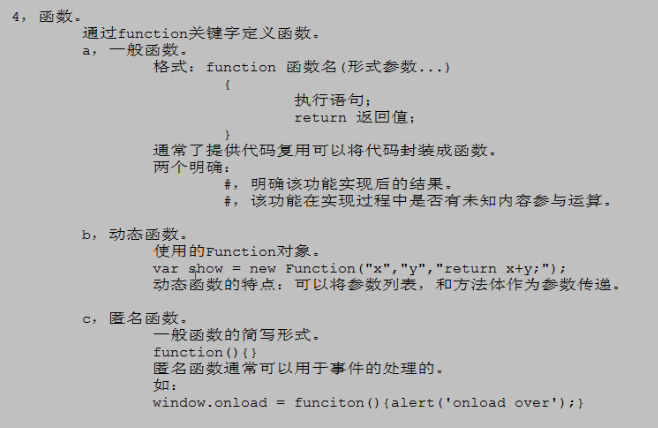 4, 函数。
通过function关键字定义函数。
a, 一般函数。
格式: function 函数名(形式参数...)
{
执行语句;
return 返回值;
}
通常了提供代码复用可以将代码封装成函数。
两个明确:
#, 明确该功能实现后的结果。
#, 该功能在实现过程中是否有未知内容参与运算。
b, 动态函数。
使用的Function对象。
var show = new Function("x","y","return x+y;");
动态函数的特点: 可以将参数列表, 和方法体作为参数传递。
c, 匿名函数。
一般函数的简写形式。
function(){}
匿名函数通常可以用于事件的处理的。
如:
window.onload = funciton(){alert('onload over');}